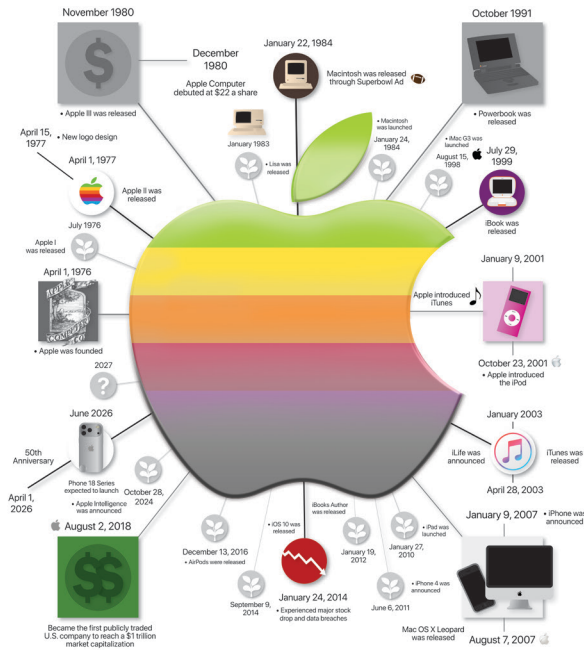 November 1980
• Apple III was released
December
1980
Apple Computer
debuted at $22 a share
January 22, 1984
Macintosh was released
through Superbowl Ad
October 1991
• Powerbook was
released
April 15,
1977
• New logo design
April 1, 1977
Apple II was
released
January 1983
• Lisa was
released
• Macintosh
was launched
January 24,
1984
• iMac G3 was
launched
August 15,
1998
July 29,
1999
iBook was
released
July 1976
Apple I
was released
April 1, 1976
• Apple was founded
January 9, 2001
Apple introduced
iTunes
October 23, 2001
• Apple introduced
the iPod
2027
?
June 2026
50th
Anniversary
April 1,
2026
Phone 18 Series
expected to launch
• Apple Intelligence
was announced
October 28,
2024
January 2003
iLife was
announced
iTunes was
released
April 28, 2003
August 2, 2018
$$
Became the first publicly traded
U.S. company to reach a $1 trillion
market capitalization
December 13, 2016
• AirPods were released
September 9,
2014
• iOS 10 was
released
January 24, 2014
• Experienced major stock
drop and data breaches
iBooks Author
was released
January 19,
2012
• iPad was
launched
January 27,
2010
• iPhone 4 was
announced
June 6, 2011
January 9, 2007
• iPhone was
announced
Mac OS X Leopard
was released
August 7, 2007